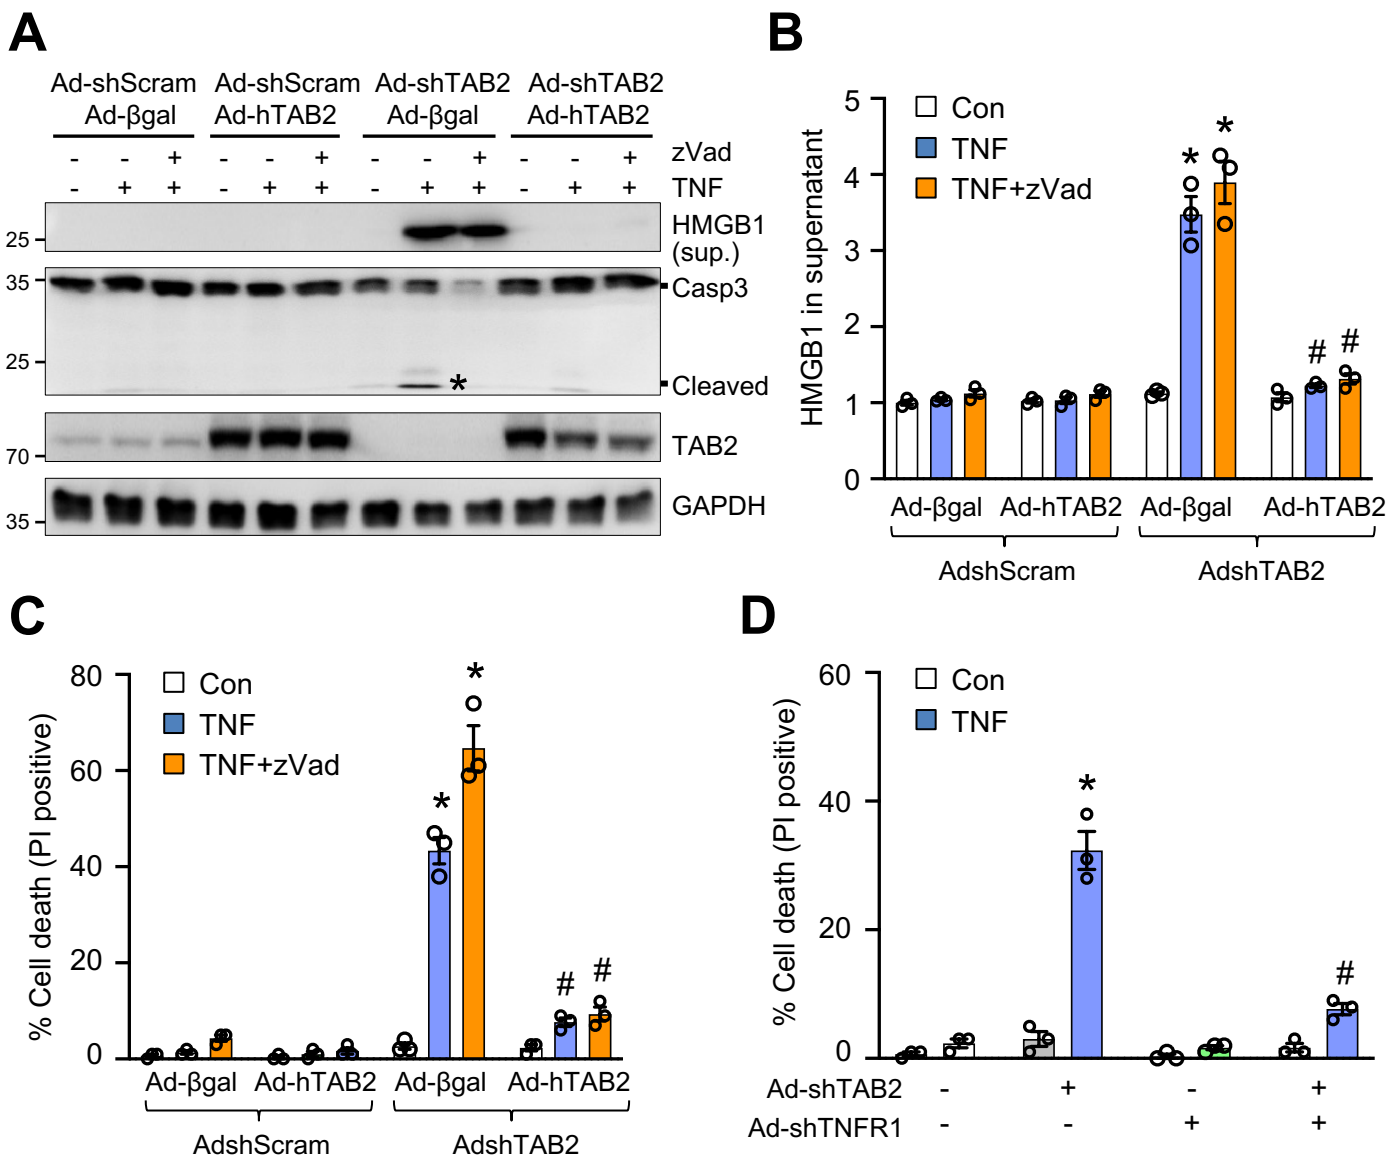 A
Ad-shScram Ad-shScram Ad-shTAB2 Ad-shTAB2
Ad-βgal Ad-hTAB2 Ad-βgal Ad-hTAB2
- - + - - + - - + - - + zVad
- + + - + + - + + - + + TNF
25 HMGB1
(sup.)
35 Casp3
25
* Cleaved
TAB2
70
GAPDH
35
B
HMGB1 in supernatant
5
4
3
2
1
0
Con
TNF
TNF+zVad
* *
# #
Ad-βgal Ad-hTAB2 Ad-βgal Ad-hTAB2
AdshScram AdshTAB2
C
% Cell death (PI positive)
80
60
40
20
0
Con
TNF
TNF+zVad
* *
# #
Ad-βgal Ad-hTAB2 Ad-βgal Ad-hTAB2
AdshScram AdshTAB2
D
% Cell death (PI positive)
60
40
20
0
Con
TNF
*
#
Ad-shTAB2 - + - +
Ad-shTNFR1 - - + +